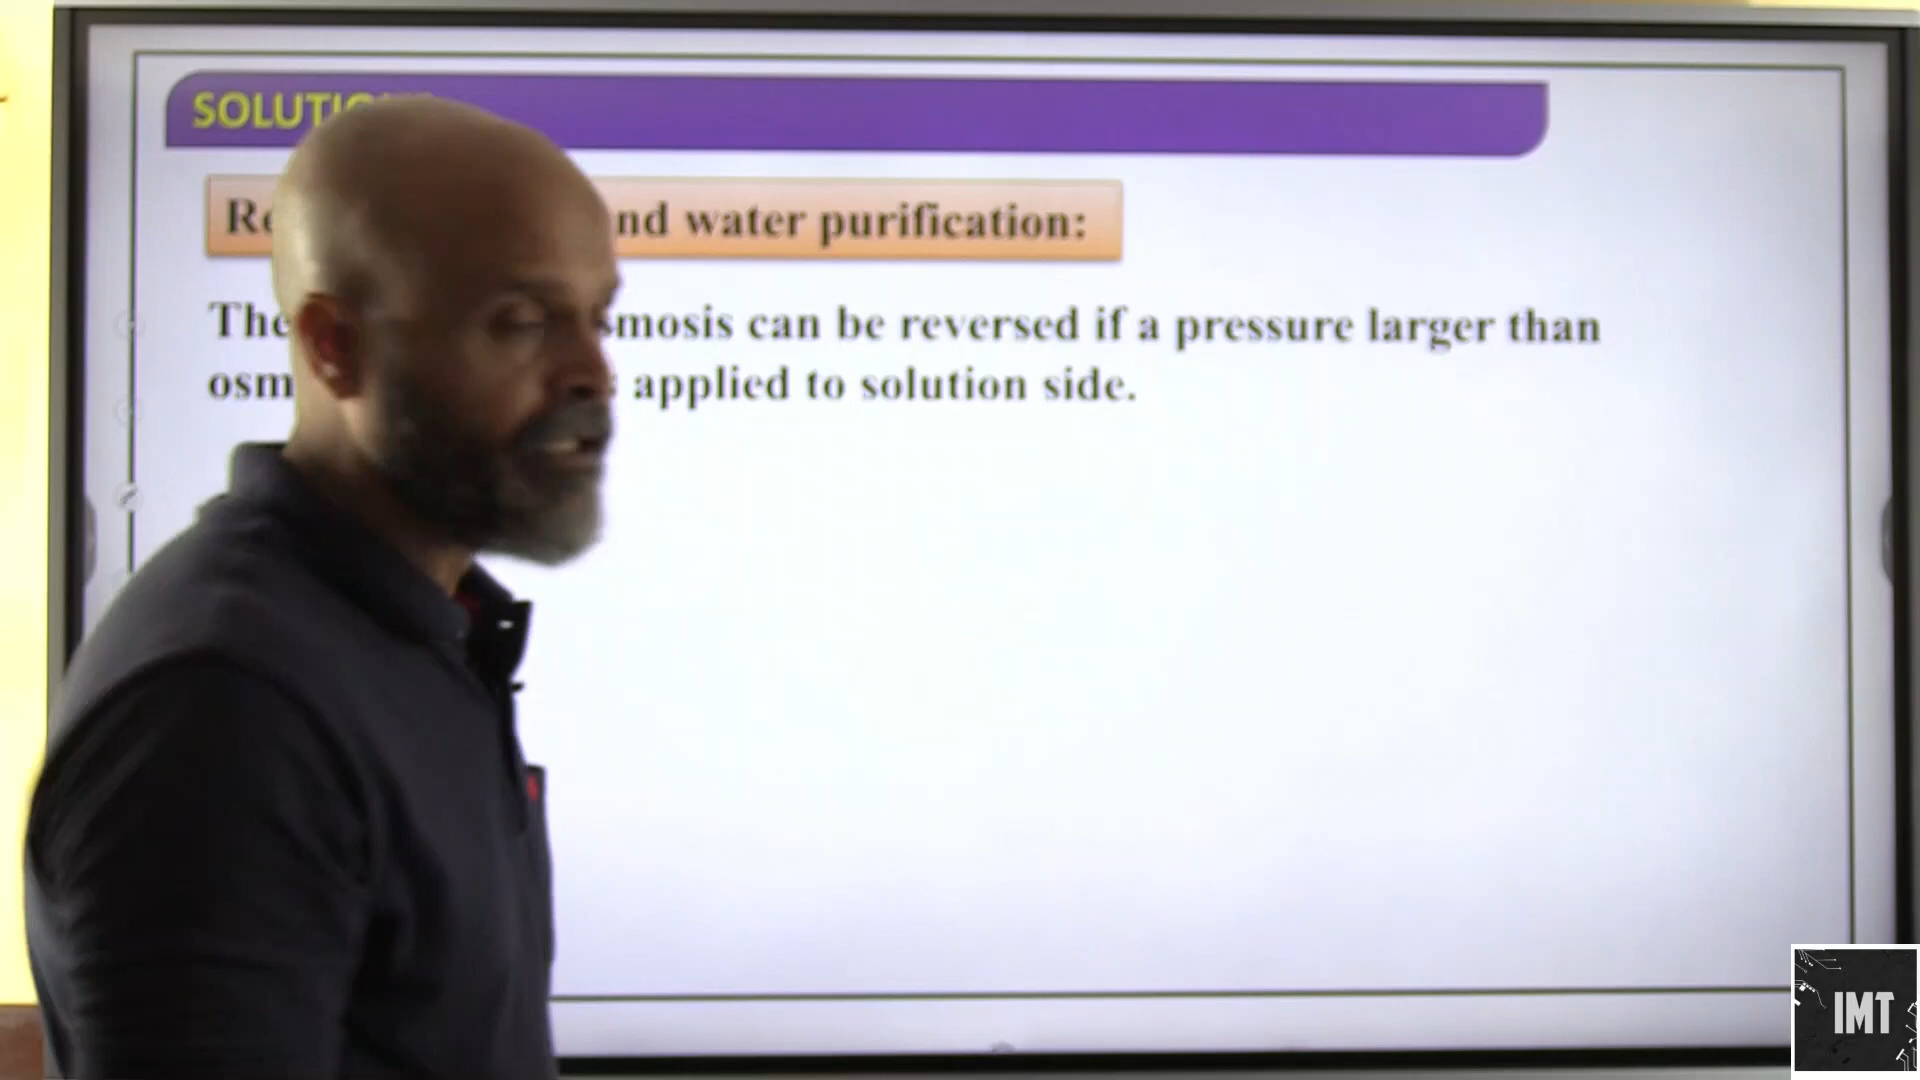 SOLUTI
Re nd water purification:
The smosis can be reversed if a pressure larger than
osm applied to solution side.
IMT